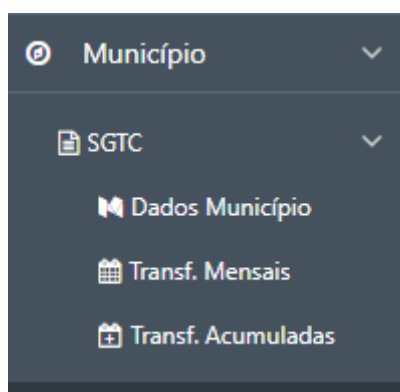 Município
SGTC
Dados Município
Transf. Mensais
Transf. Acumuladas